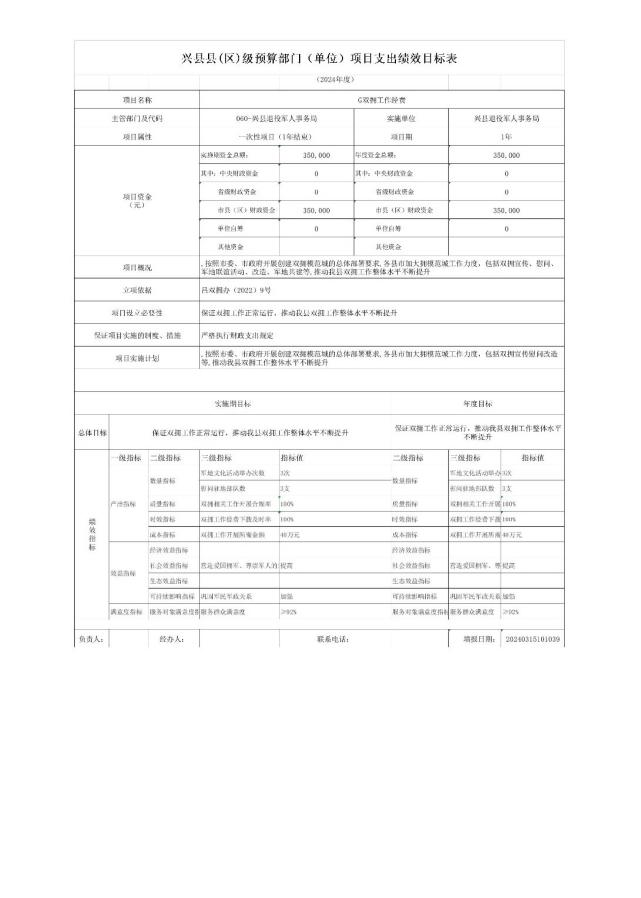 兴县县(区)级预算部门（单位）项目支出绩效目标表
（2024年度）
项目名称 G双拥工作经费
主管部门及代码 060-兴县退役军人事务局 实施单位 兴县退役军人事务局
项目属性 一次性项目（1年结束） 项目期 1年
项目资金（元） 实施期资金总额: 350,000 年度资金总额: 350,000
其中: 中央财政资金 0 其中: 中央财政资金 0
省级财政资金 0 省级财政资金 0
市县（区）财政资金 350,000 市县（区）财政资金 350,000
单位自筹 0 单位自筹 0
其他资金 其他资金
项目概况 ,按照市委、市政府开展创建双拥模范城的总体部署要求,各县市加大拥模范城工作力度，包括双拥宣传、慰问、
军地联谊活动、改造、军地共建等,推动我县双拥工作整体水平不断提升
立项依据 吕双拥办（2022）9号
项目设立必要性 保证双拥工作正常运行，推动我县双拥工作整体水平不断提升
保证项目实施的制度、措施 严格执行财政支出规定
项目实施计划 ,按照市委、市政府开展创建双拥模范城的总体部署要求,各县市加大拥模范城工作力度，包括双拥宣传慰问改造
等,推动我县双拥工作整体水平不断提升
实施期目标 年度目标
总体目标 保证双拥工作正常运行，推动我县双拥工作整体水平不断提升 保证双拥工作正常运行，推动我县双拥工作整体水平
不断提升
绩效指标 一级指标 二级指标 三级指标 指标值 二级指标 三级指标 指标值
产出指标 数量指标 军地文化活动举办次数 3次 数量指标 军地文化活动举办 3次
慰问驻地部队数 3支 慰问驻地部队数 3支
质量指标 双拥相关工作开展合规率 100% 质量指标 双拥相关工作开展 100%
时效指标 双拥工作经费下拨及时率 100% 时效指标 双拥工作经费下拨 100%
成本指标 双拥工作开展所需金额 40万元 成本指标 双拥工作开展所需 40万元
效益指标 经济效益指标 经济效益指标
社会效益指标 营造爱国拥军、尊崇军人的 提高 社会效益指标 营造爱国拥军、尊 提高
生态效益指标 生态效益指标
可持续影响指标 巩固军民军政关系 加强 可持续影响指标 巩固军民军政关系 加强
满意度指标 服务对象满意度指 服务群众满意度 ≥92% 服务对象满意度指标 服务群众满意度 ≥92%
负责人: 经办人: 联系电话: 填报日期: 20240315101039